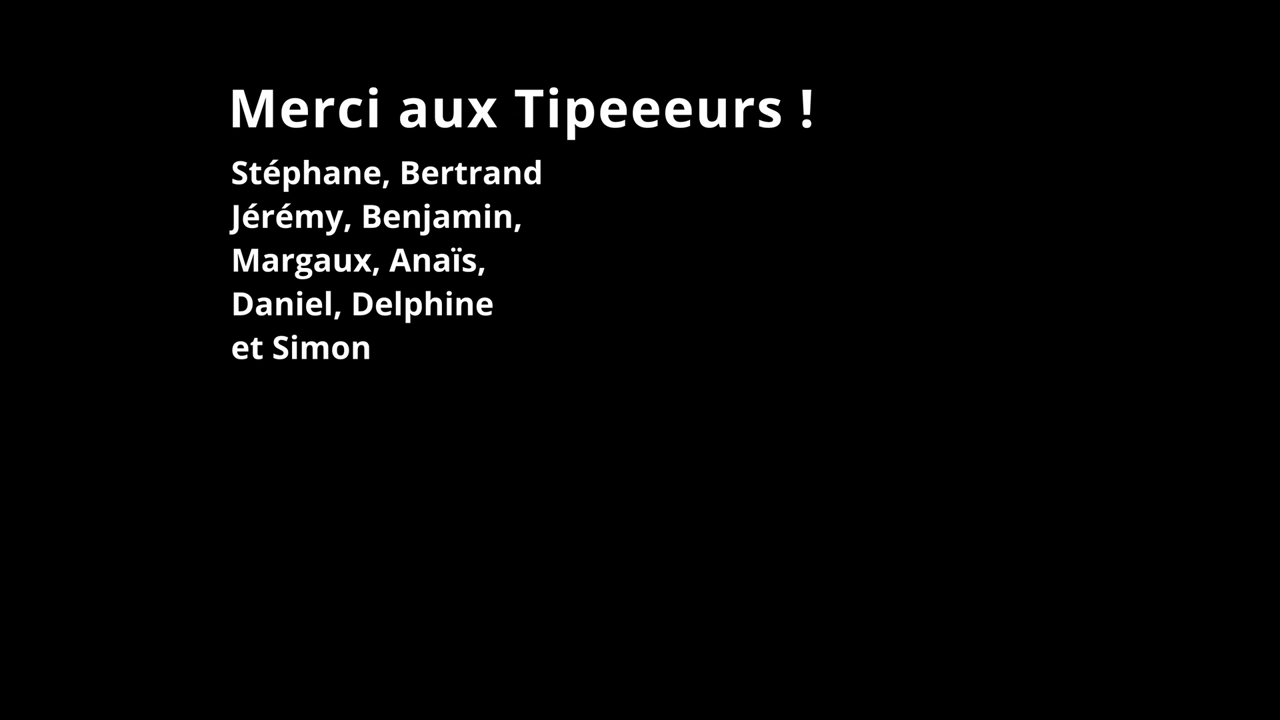 Merci aux Tipeeeurs !
Stéphane, Bertrand
Jérémy, Benjamin,
Margaux, Anaïs,
Daniel, Delphine
et Simon